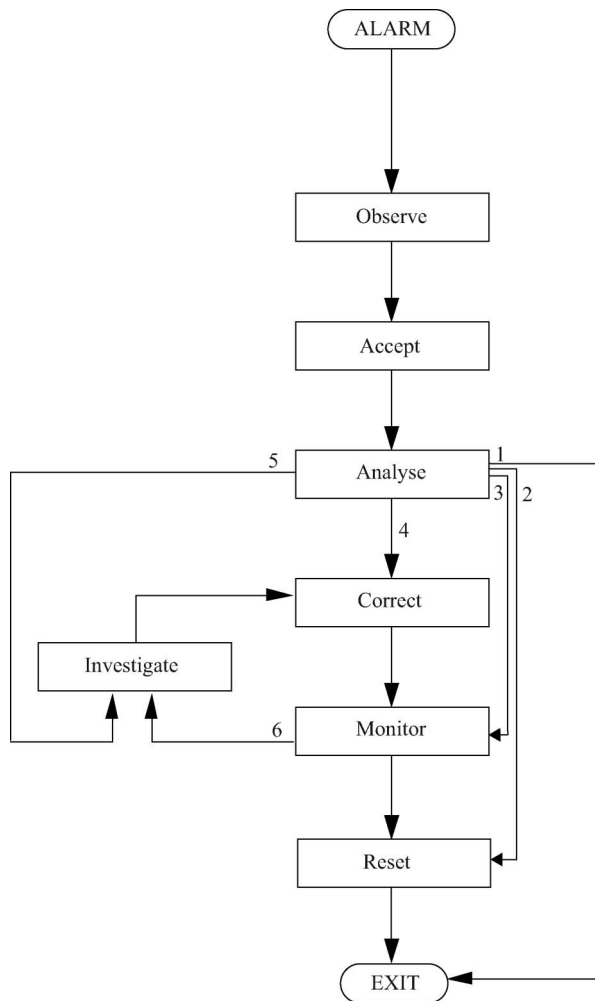 ALARM
Observe
Accept
5
Analyse
1
3
2
4
Correct
Investigate
Monitor
6
Reset
EXIT